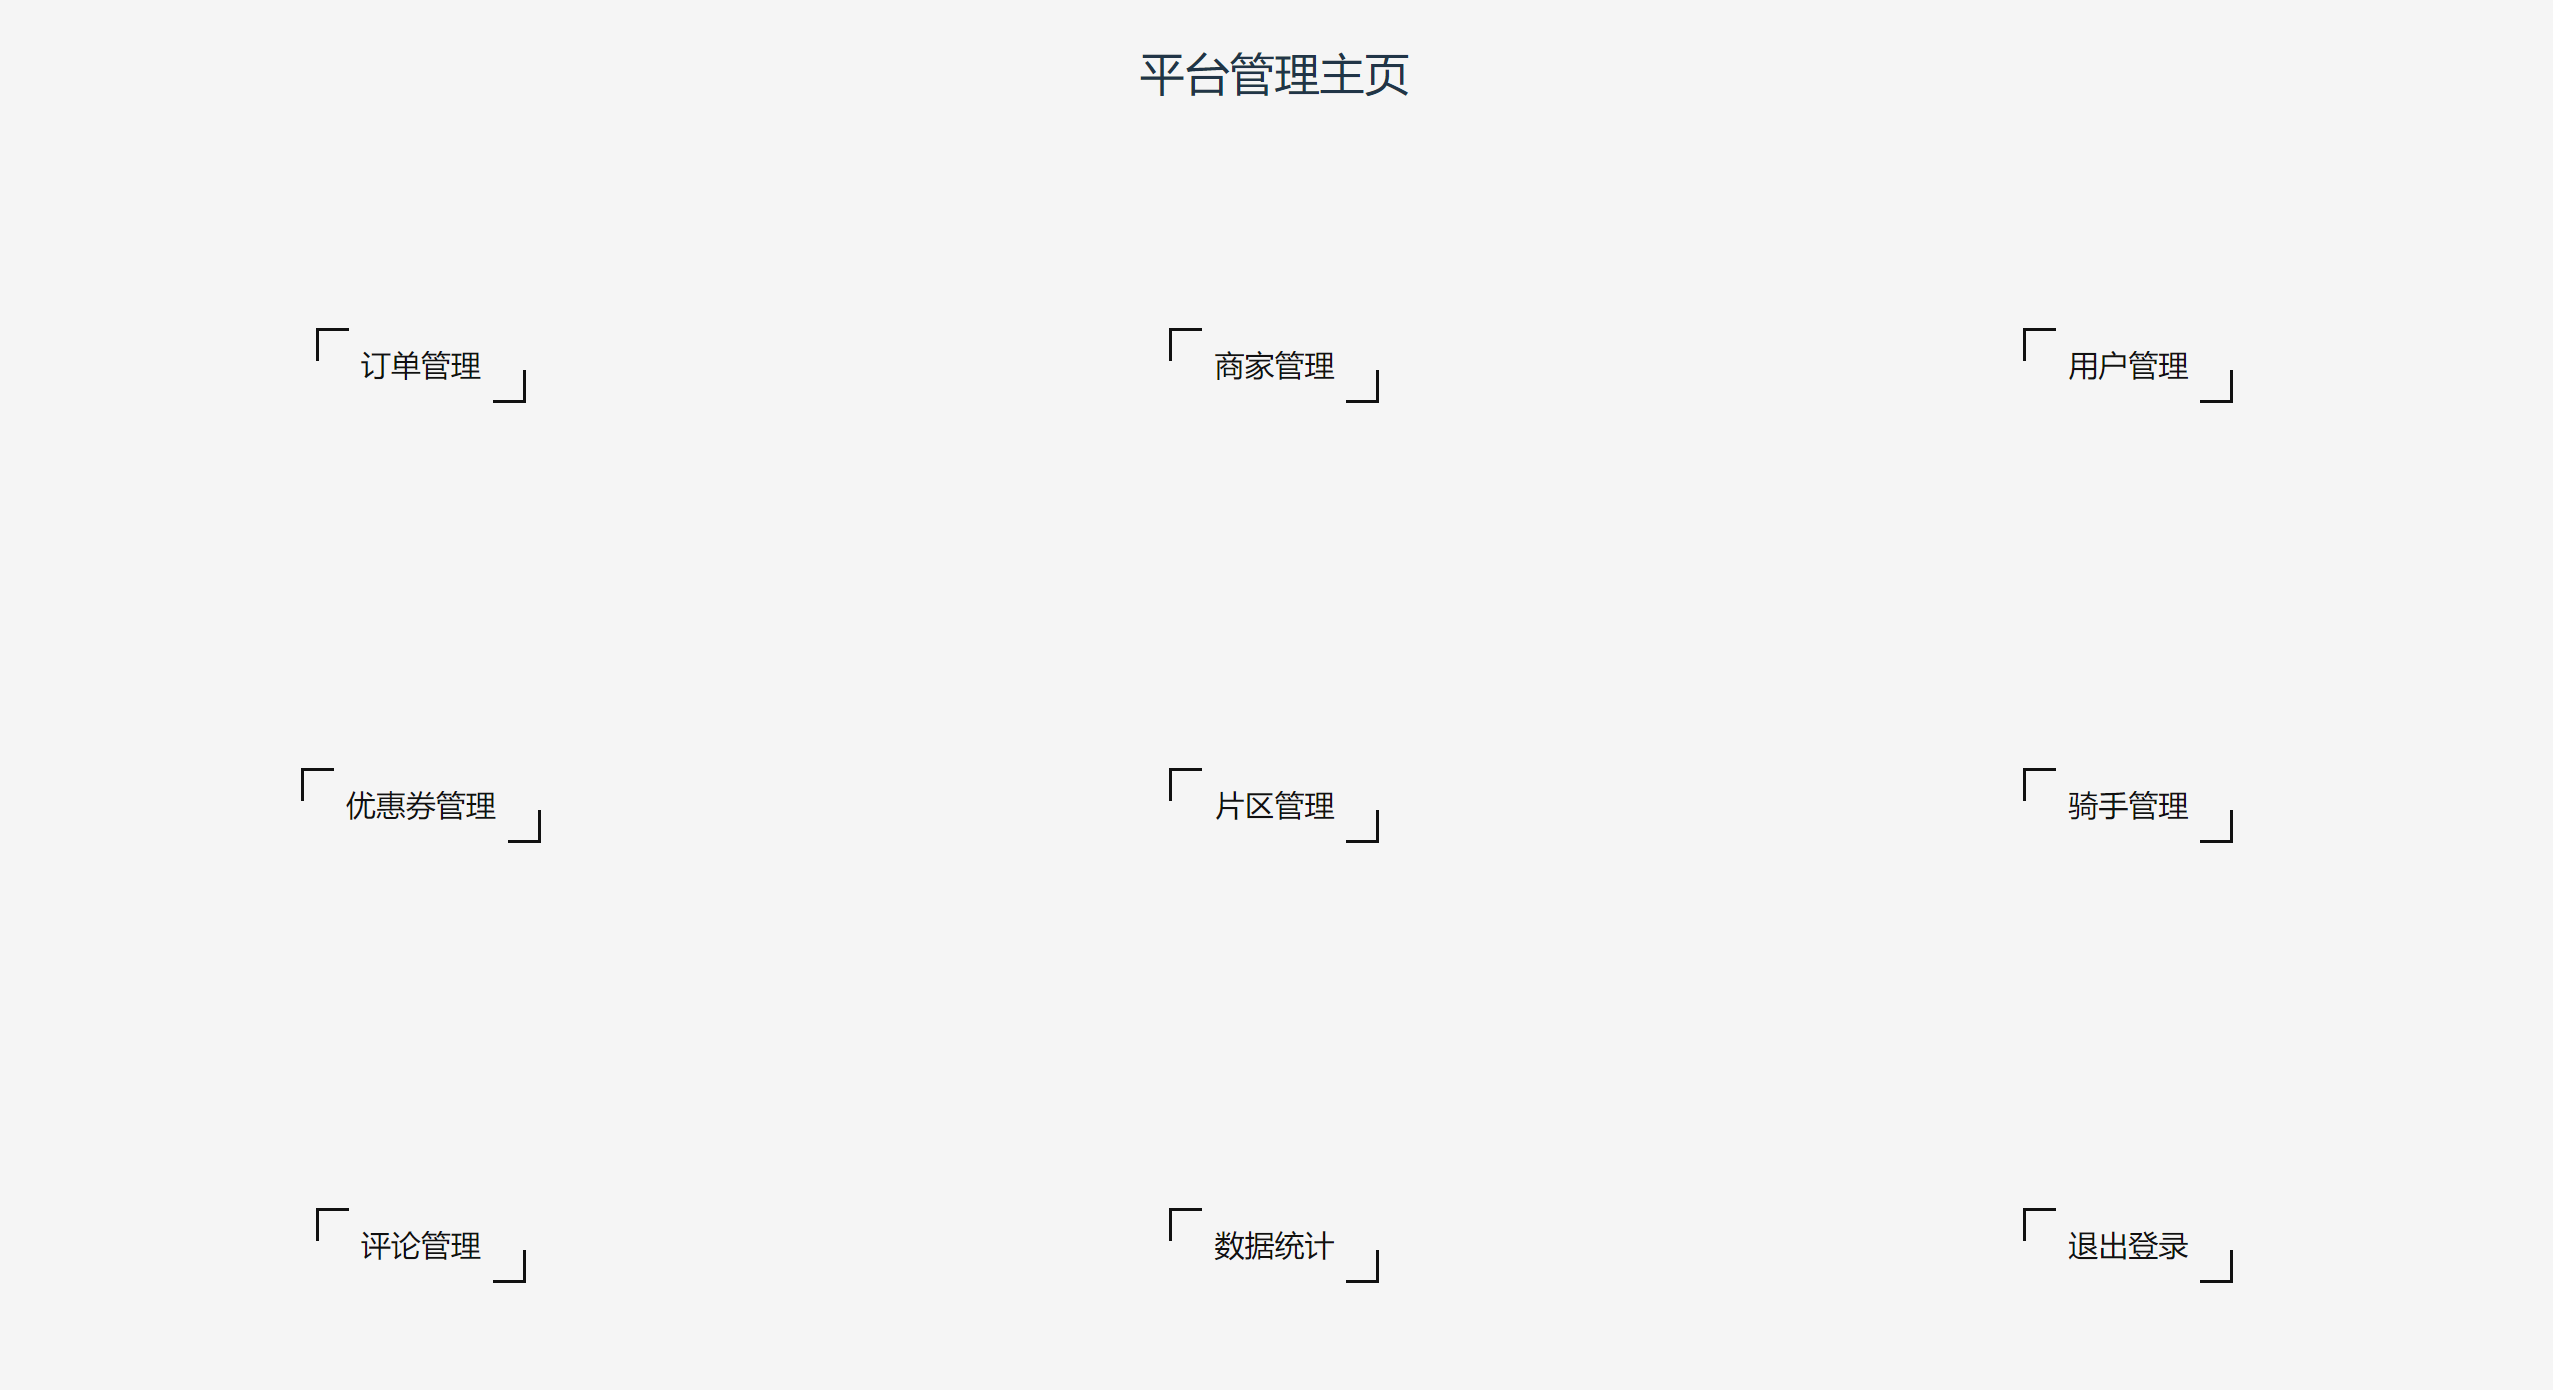 平台管理主页
订单管理
商家管理
用户管理
优惠券管理
片区管理
骑手管理
评论管理
数据统计
退出登录